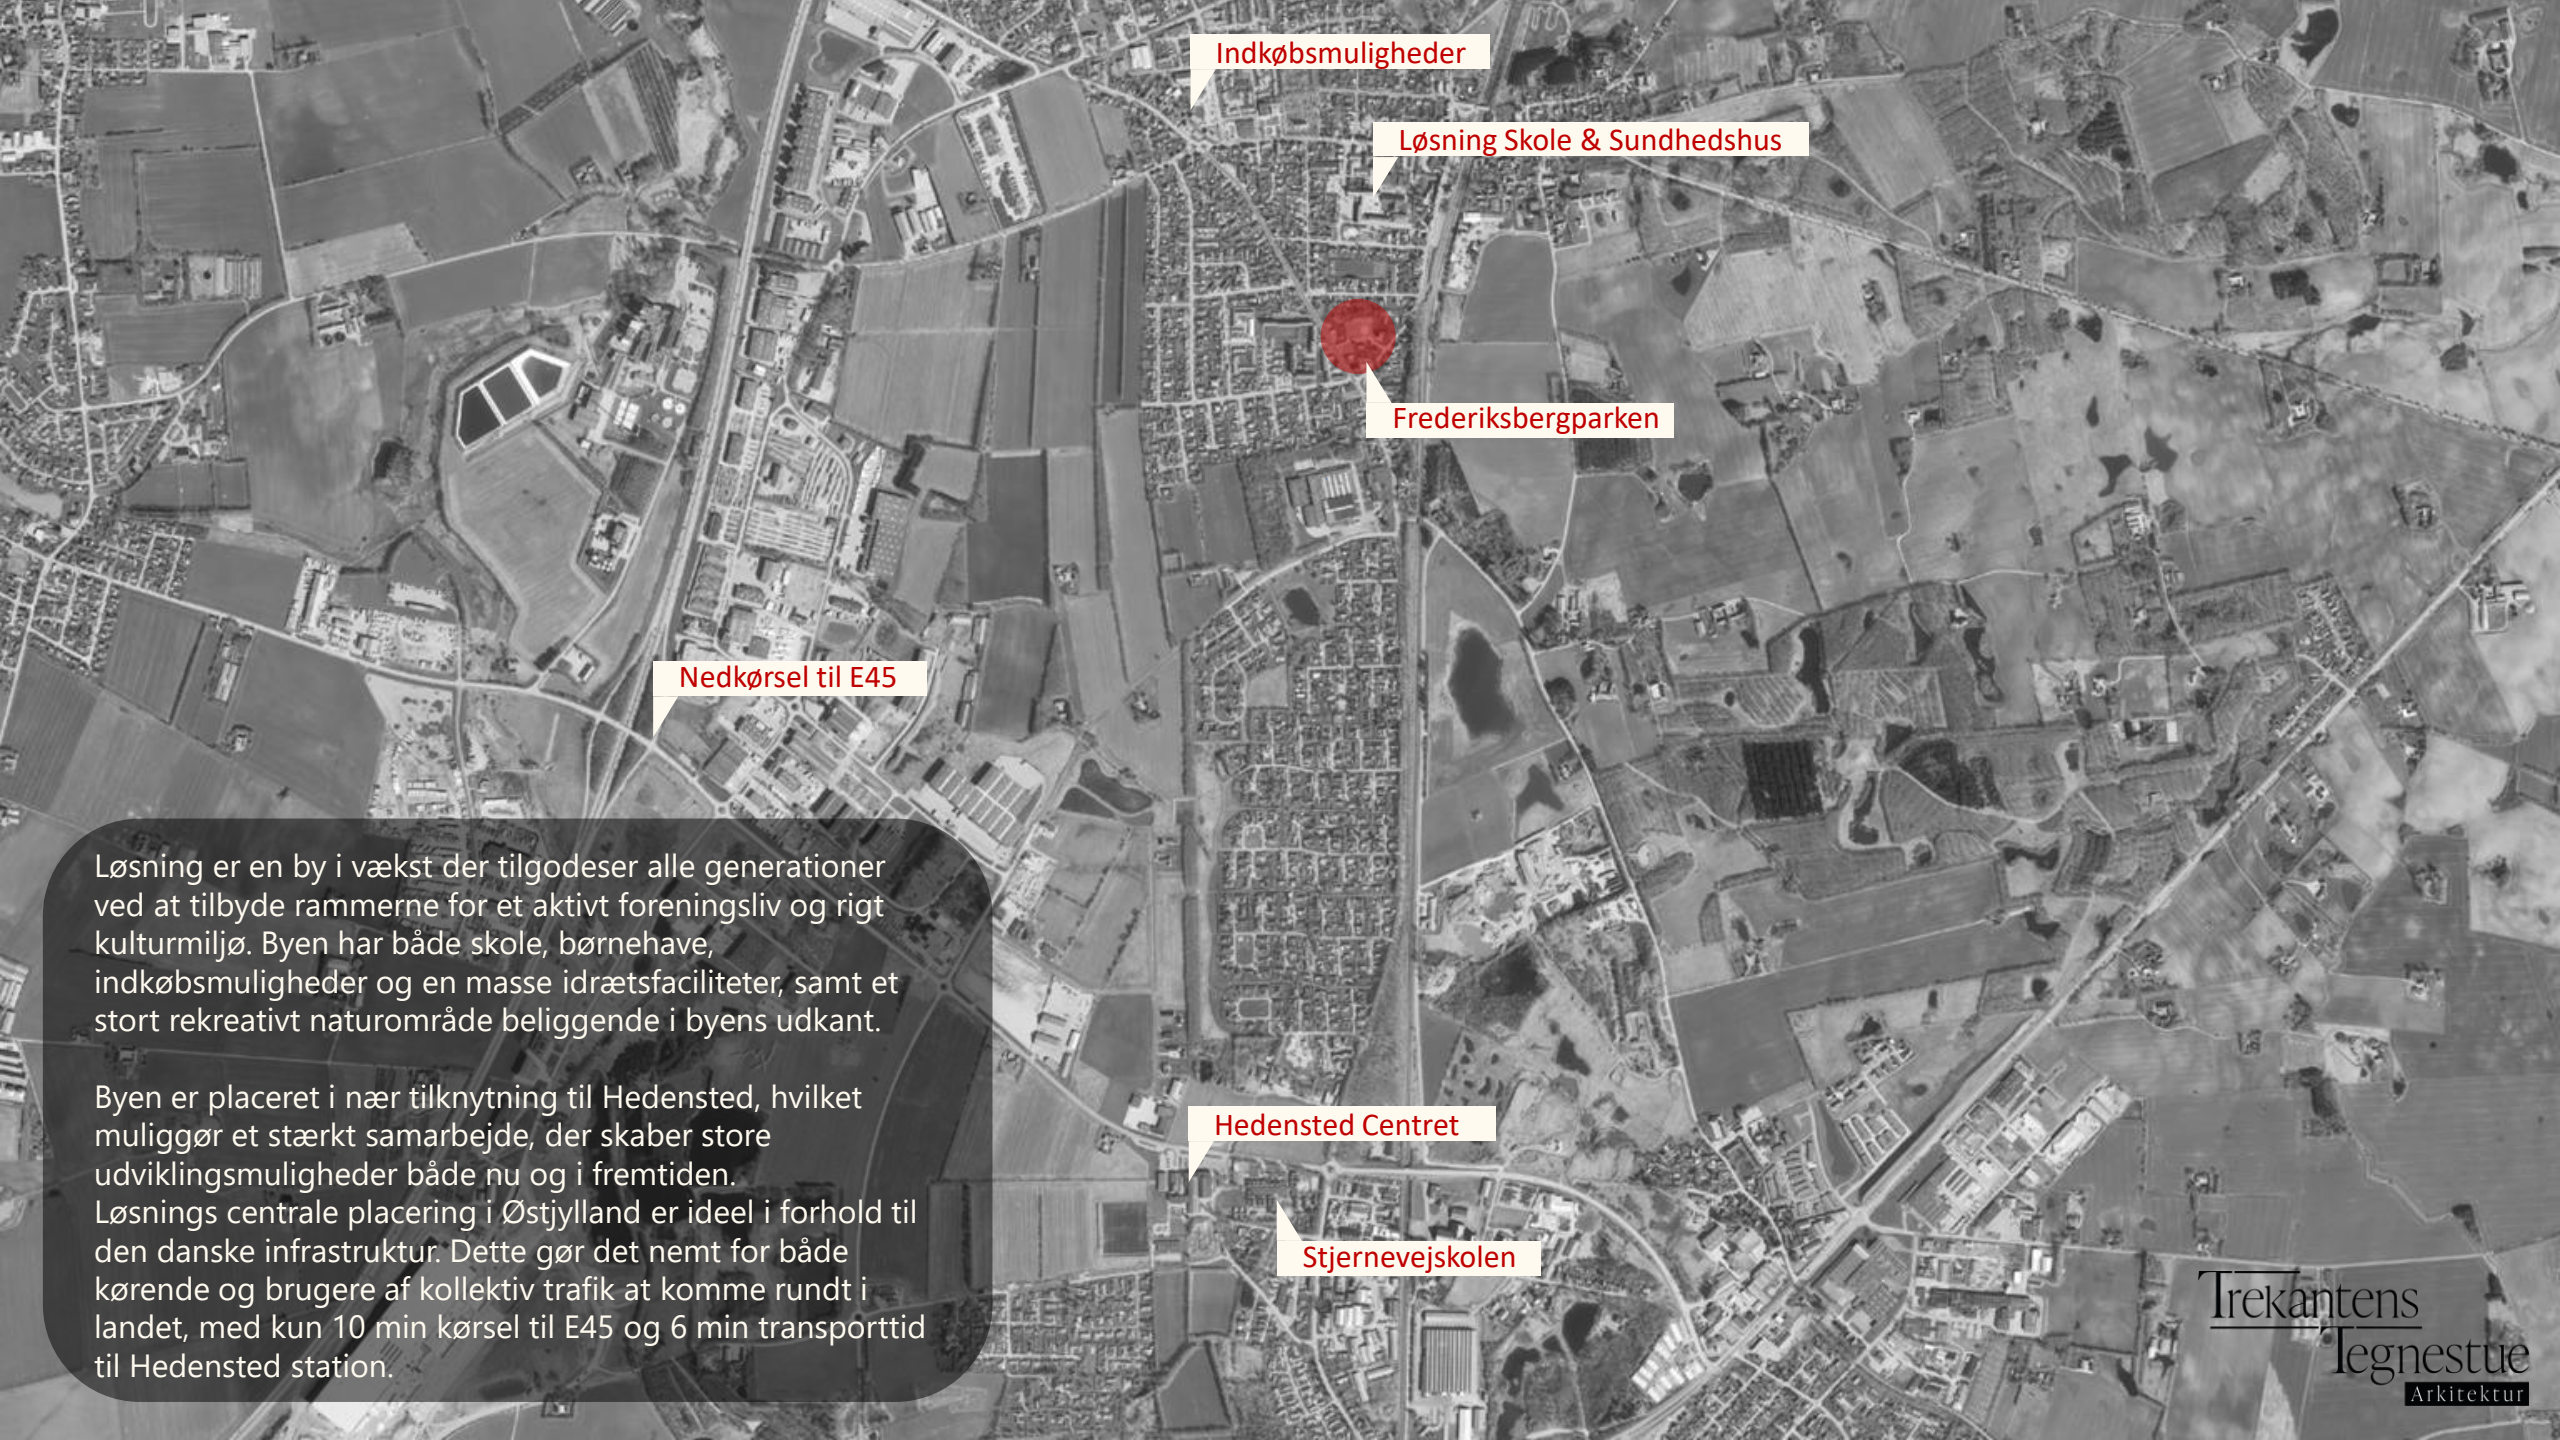 Indkøbsmuligheder
Løsning Skole & Sundhedshus
Frederiksbergparken
Nedkørsel til E45
Løsning er en by i vækst der tilgodeser alle generationer
ved at tilbyde rammerne for et aktivt foreningsliv og rigt
kulturmiljø. Byen har både skole, børnehave,
indkøbsmuligheder og en masse idrætsfaciliteter, samt et
stort rekreativt naturområde beliggende i byens udkant.
Byen er placeret i nær tilknytning til Hedensted, hvilket
muliggør et stærkt samarbejde, der skaber store
udviklingsmuligheder både nu og i fremtiden.
Løsnings centrale placering i Østjylland er ideel i forhold til
den danske infrastruktur. Dette gør det nemt for både
kørende og brugere af kollektiv trafik at komme rundt i
landet, med kun 10 min kørsel til E45 og 6 min transporttid
til Hedensted station.
Hedensted Centret
Stjernevejskolen
Trekantens
Tegnestue
Arkitektur